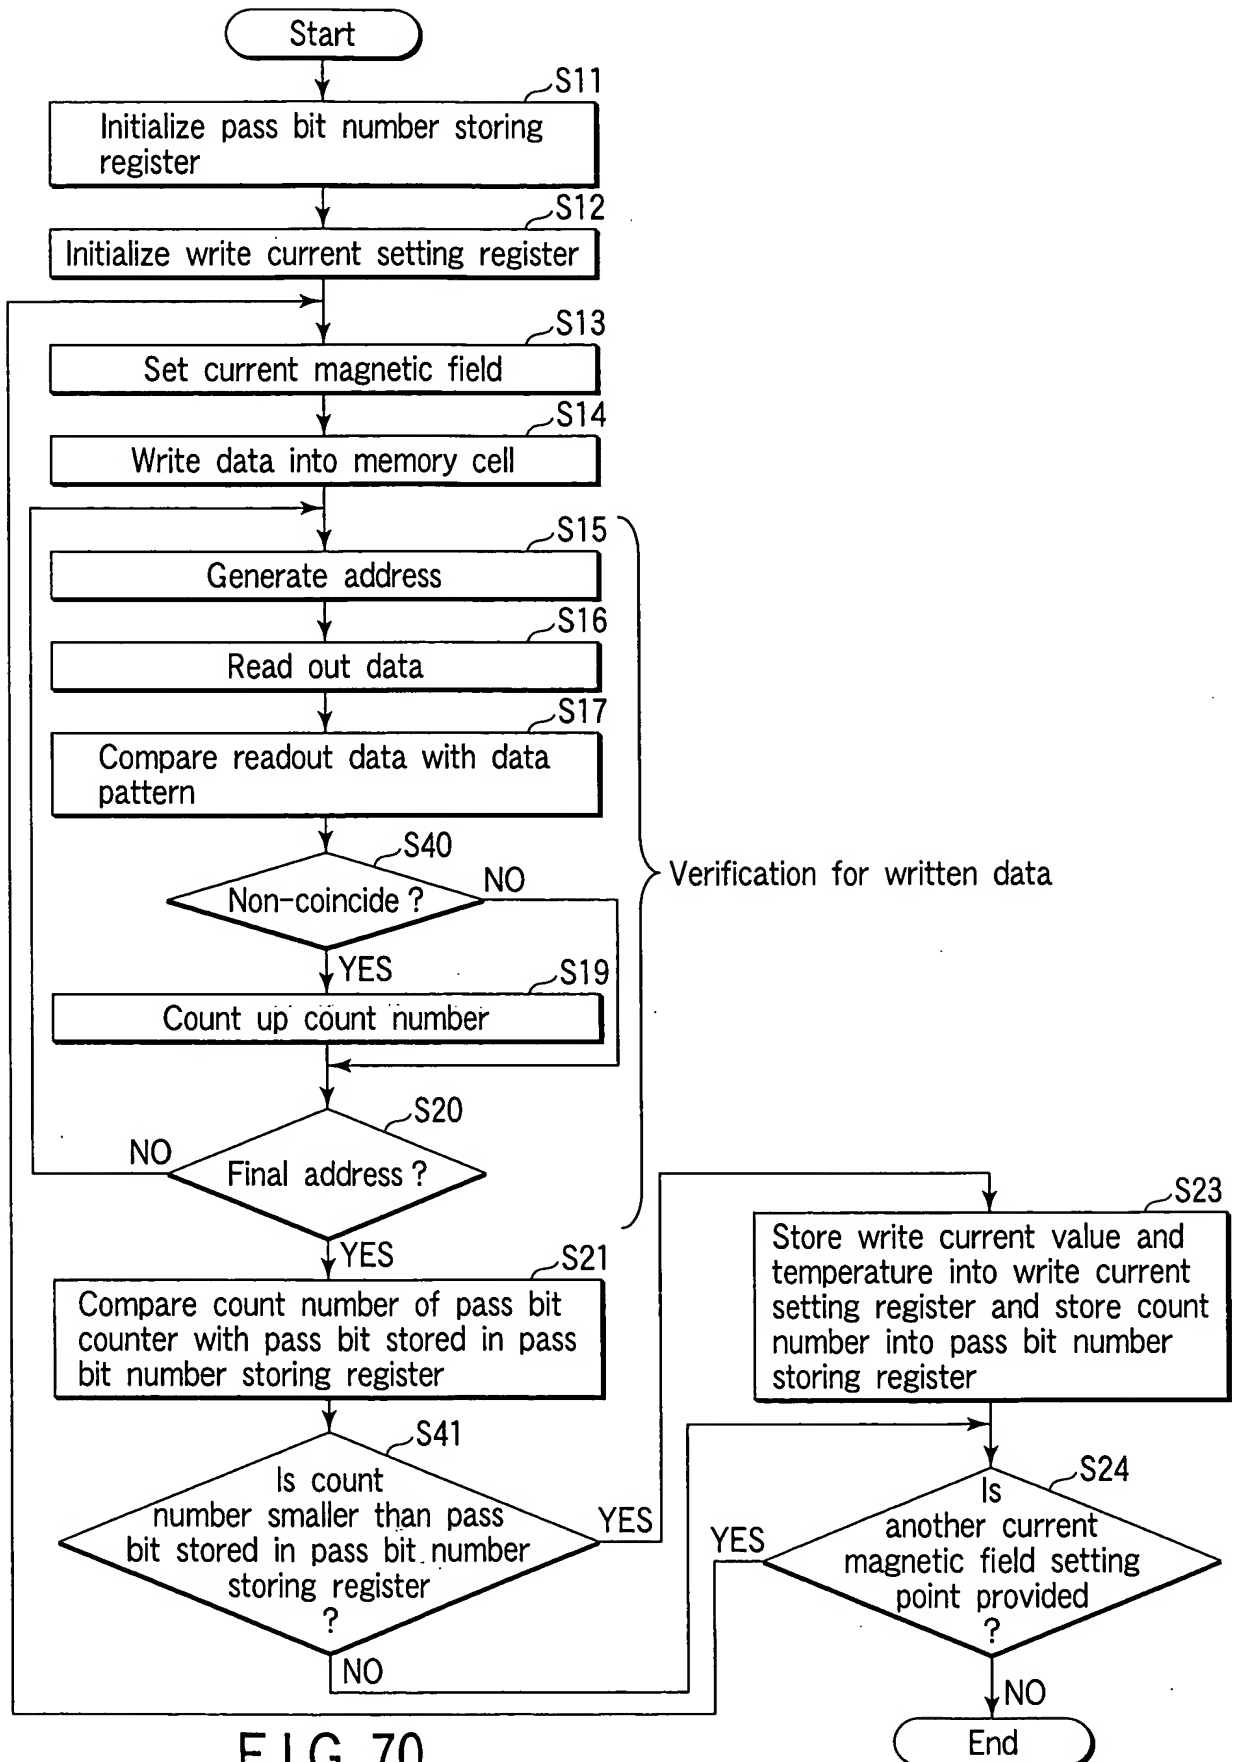 Start
S11
Initialize pass bit number storing
register
S12
Initialize write current setting register
S13
Set current magnetic field
S14
Write data into memory cell
S15
Generate address
S16
Read out data
S17
Compare readout data with data
pattern
S40
Non-coincide ?
NO
YES
Verification for written data
S19
Count up count number
S20
Final address ?
NO
YES
S21
Compare count number of pass bit
counter with pass bit stored in pass
bit number storing register
S41
Is count
number smaller than pass
bit stored in pass bit number
storing register
?
YES
NO
S23
Store write current value and
temperature into write current
setting register and store count
number into pass bit number
storing register
S24
Is
another current
magnetic field setting
point provided
?
YES
NO
End
FIG. 70